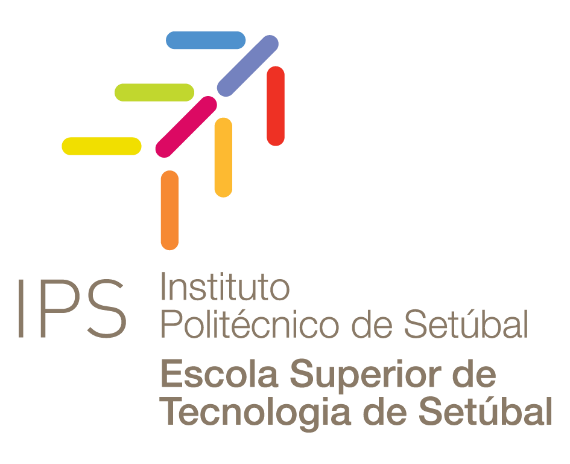 IPS
Instituto
Politécnico de Setúbal
Escola Superior de
Tecnologia de Setúbal